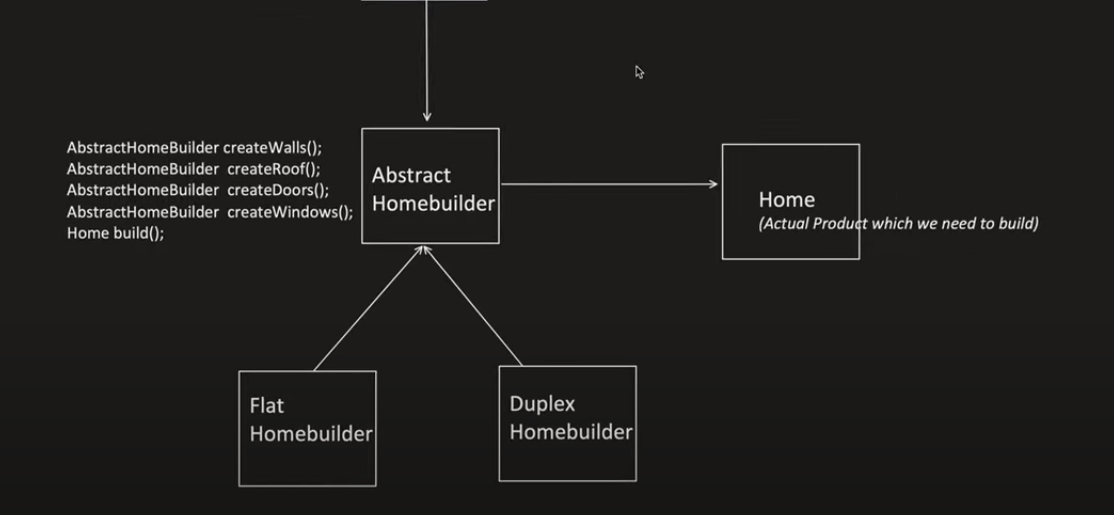 AbstractHomeBuilder createWalls();
AbstractHomeBuilder createRoof();
AbstractHomeBuilder createDoors();
AbstractHomeBuilder createWindows();
Home build();
Abstract
Homebuilder
Home
(Actual Product which we need to build)
Flat
Homebuilder
Duplex
Homebuilder